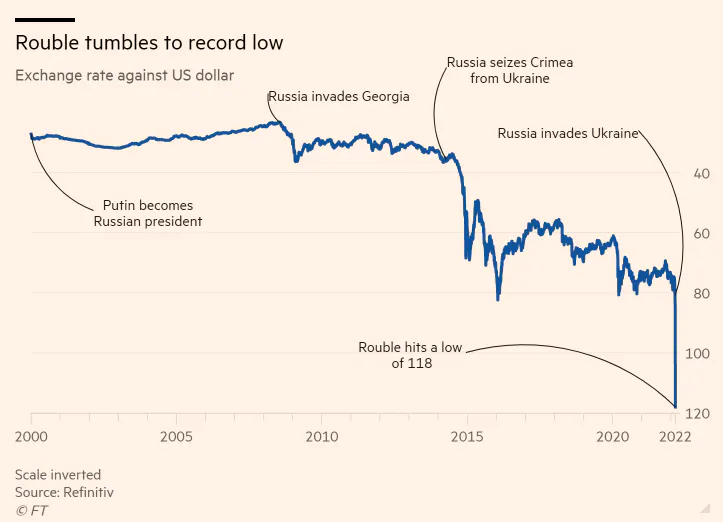 Rouble tumbles to record low
Exchange rate against US dollar
Russia seizes Crimea
from Ukraine
Russia invades Georgia
Russia invades Ukraine
40
Putin becomes
Russian president
60
80
Rouble hits a low
of 118
100
120
2000 2005 2010 2015 2020 2022
Scale inverted
Source: Refinitiv
© FT